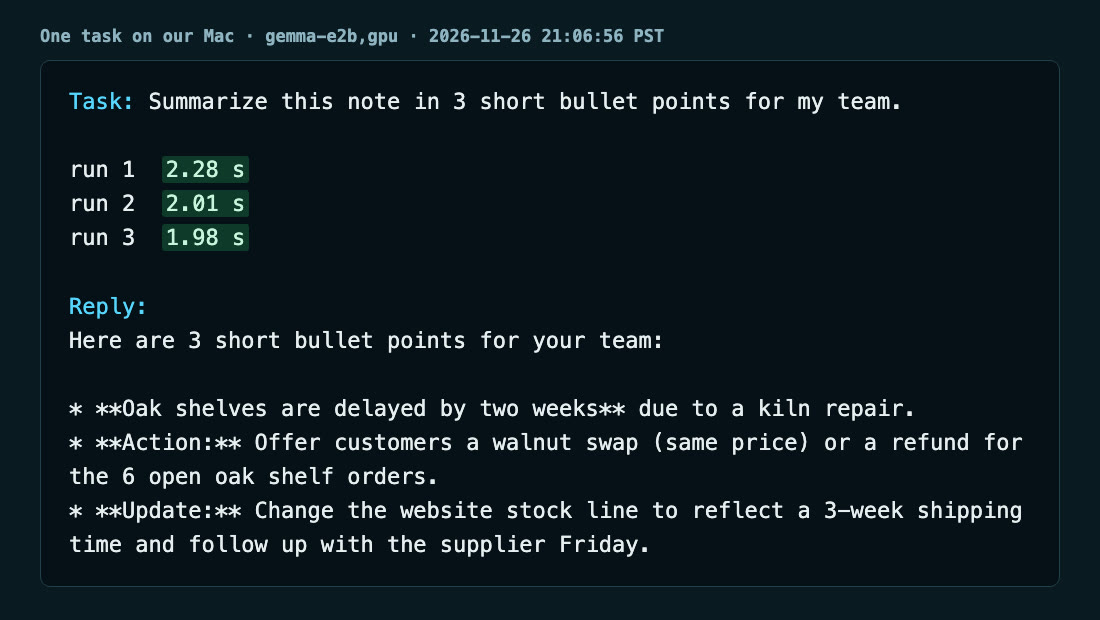 One task on our Mac · gemma-e2b,gpu · 2026-11-26 21:06:56 PST
Task: Summarize this note in 3 short bullet points for my team.
run 1 2.28 s
run 2 2.01 s
run 3 1.98 s
Reply:
Here are 3 short bullet points for your team:
* **Oak shelves are delayed by two weeks** due to a kiln repair.
* **Action:** Offer customers a walnut swap (same price) or a refund for
the 6 open oak shelf orders.
* **Update:** Change the website stock line to reflect a 3-week shipping
time and follow up with the supplier Friday.